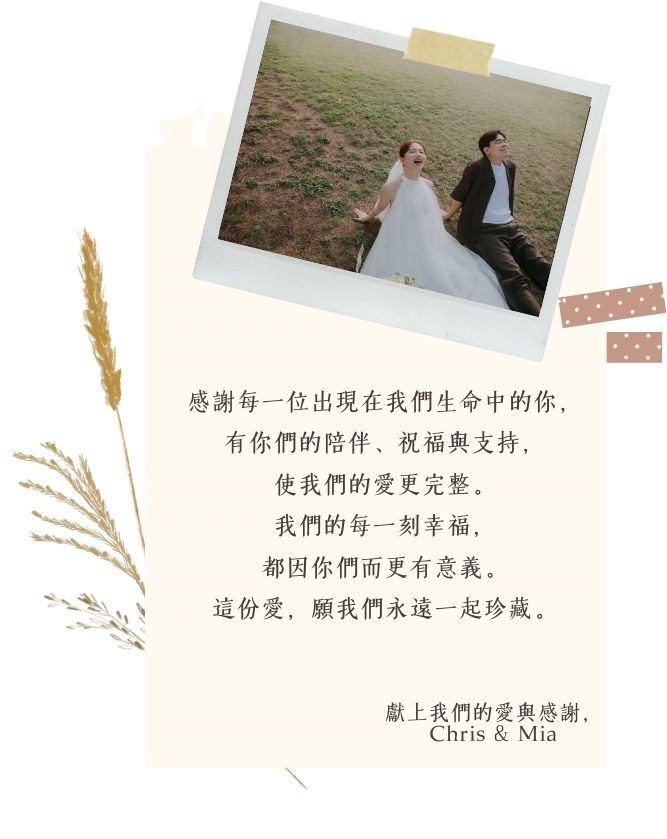 感謝每一位出現在我們生命中的你，
有你們的陪伴、祝福與支持，
使我們的愛更完整。
我們的每一刻幸福，
都因你們而更有意義。
這份愛，願我們永遠一起珍藏。
獻上我們的愛與感謝，
Chris & Mia